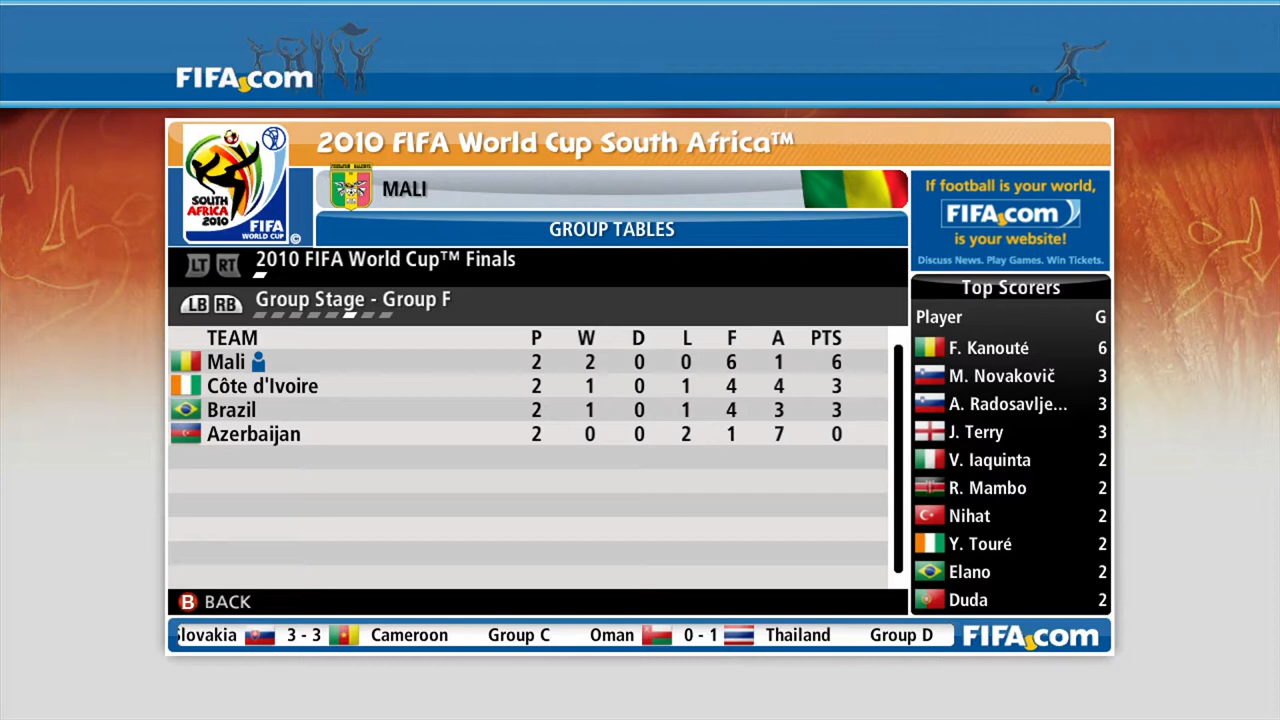 FIFA.com
2010 FIFA World Cup South Africa™
SOUTH
AFRICA
2010
FIFA
WORLD CUP
©
MALI
GROUP TABLES
LT RT 2010 FIFA World Cup™ Finals
LB RB Group Stage - Group F
TEAM P W D L F A PTS
Mali 2 2 0 0 6 1 6
Côte d'Ivoire 2 1 0 1 4 4 3
Brazil 2 1 0 1 4 3 3
Azerbaijan 2 0 0 2 1 7 0
B BACK
If football is your world,
FIFA.com
is your website!
Discuss News. Play Games. Win Tickets.
Top Scorers
Player G
F. Kanouté 6
M. Novakovič 3
A. Radosavlje... 3
J. Terry 3
V. Iaquinta 2
R. Mambo 2
Nihat 2
Y. Touré 2
Elano 2
Duda 2
Slovakia 3 - 3 Cameroon Group C Oman 0 - 1 Thailand Group D FIFA.com